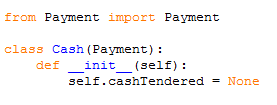 from Payment import Payment
class Cash(Payment):
def __init__(self):
self.cashTendered = None